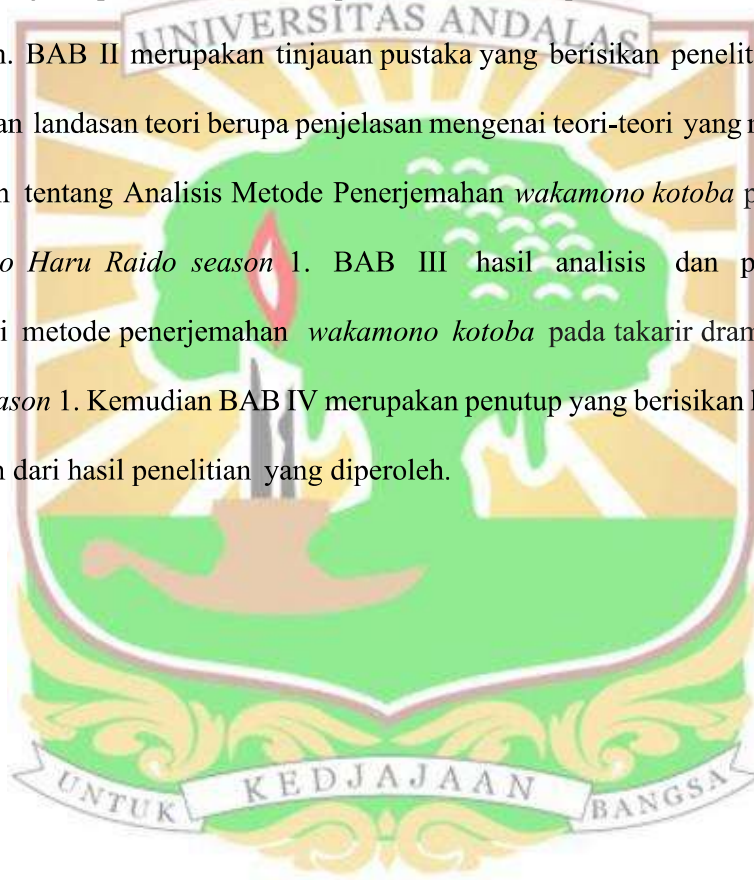 UNIVERSITAS ANDALAS
BAB II merupakan tinjauan pustaka yang berisikan penelit
landasan teori berupa penjelasan mengenai teori-teori yang
tentang Analisis Metode Penerjemahan wakamono kotoba p
o Haru Raido season 1. BAB III hasil analisis dan p
i metode penerjemahan wakamono kotoba pada takarir dram
ason 1. Kemudian BAB IV merupakan penutup yang berisikan
n dari hasil penelitian yang diperoleh.
UNTUK KEDJAJAAN BANGSA